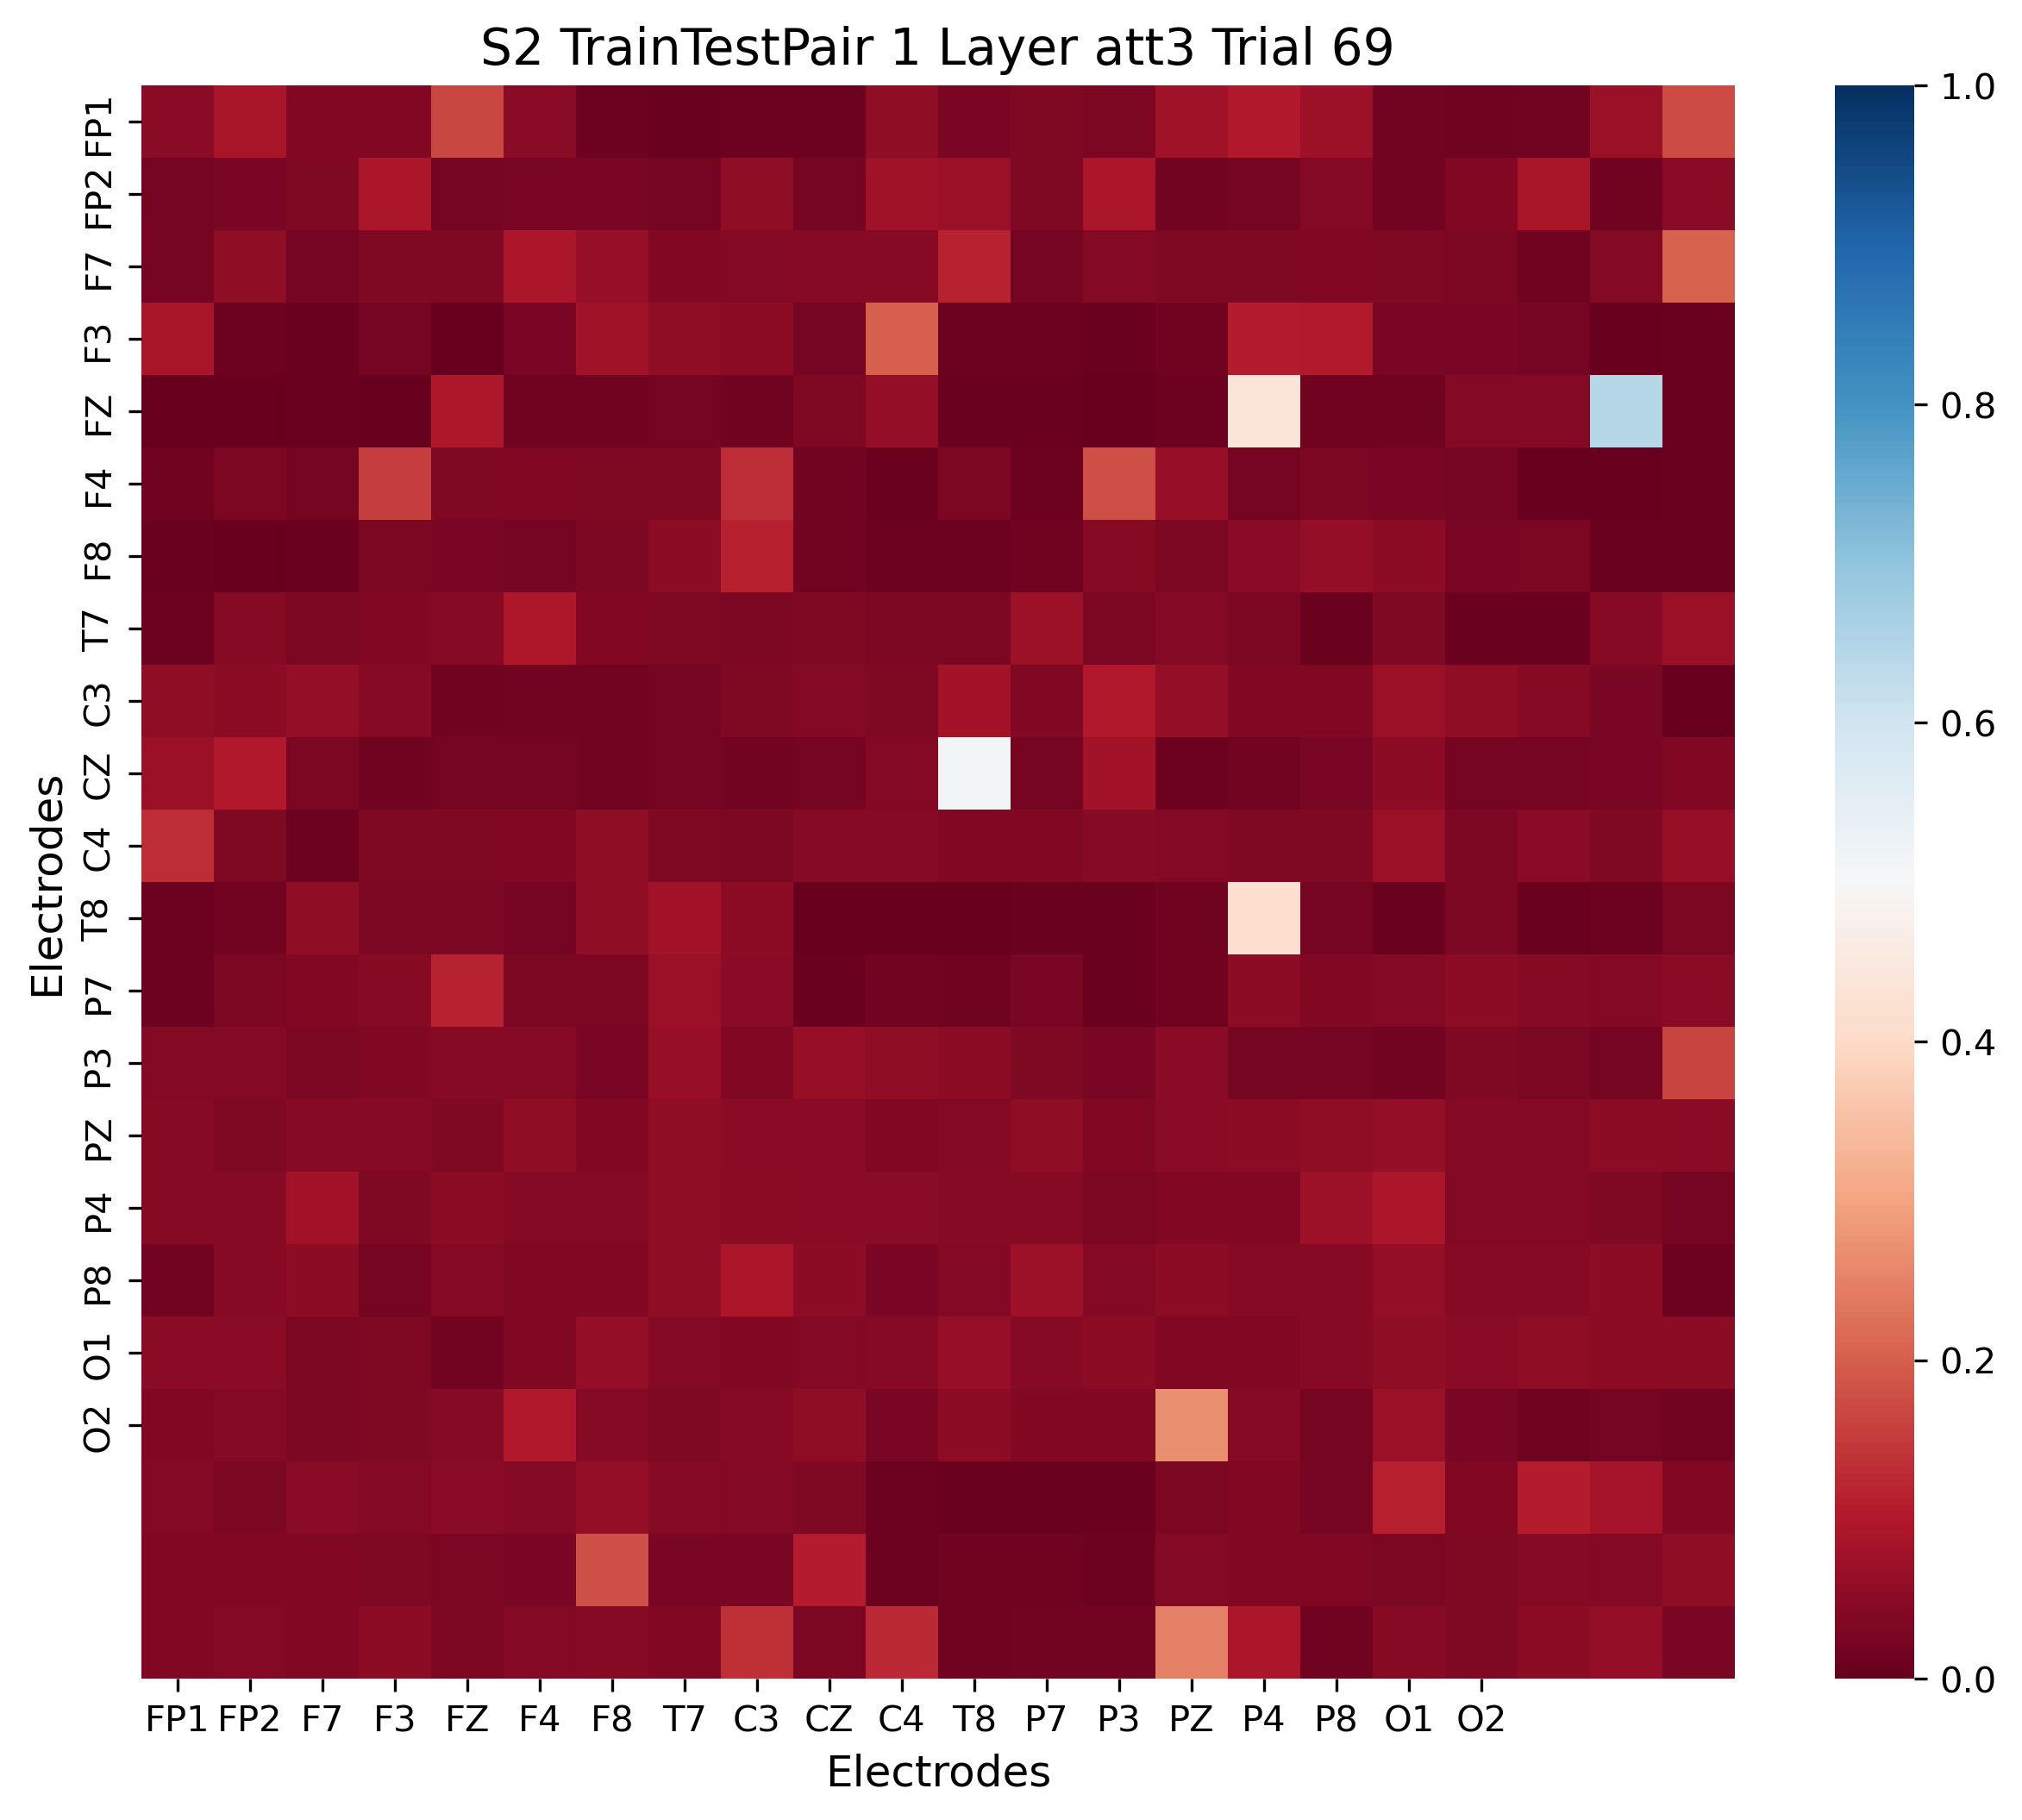 S2 TrainTestPair 1 Layer att3 Trial 69
Electrodes
FP1
FP2
F7
F3
FZ
F4
F8
T7
C3
CZ
C4
T8
P7
P3
PZ
P4
P8
O1
O2
1.0
0.8
0.6
0.4
0.2
0.0
FP1 FP2 F7 F3 FZ F4 F8 T7 C3 CZ C4 T8 P7 P3 PZ P4 P8 O1 O2
Electrodes